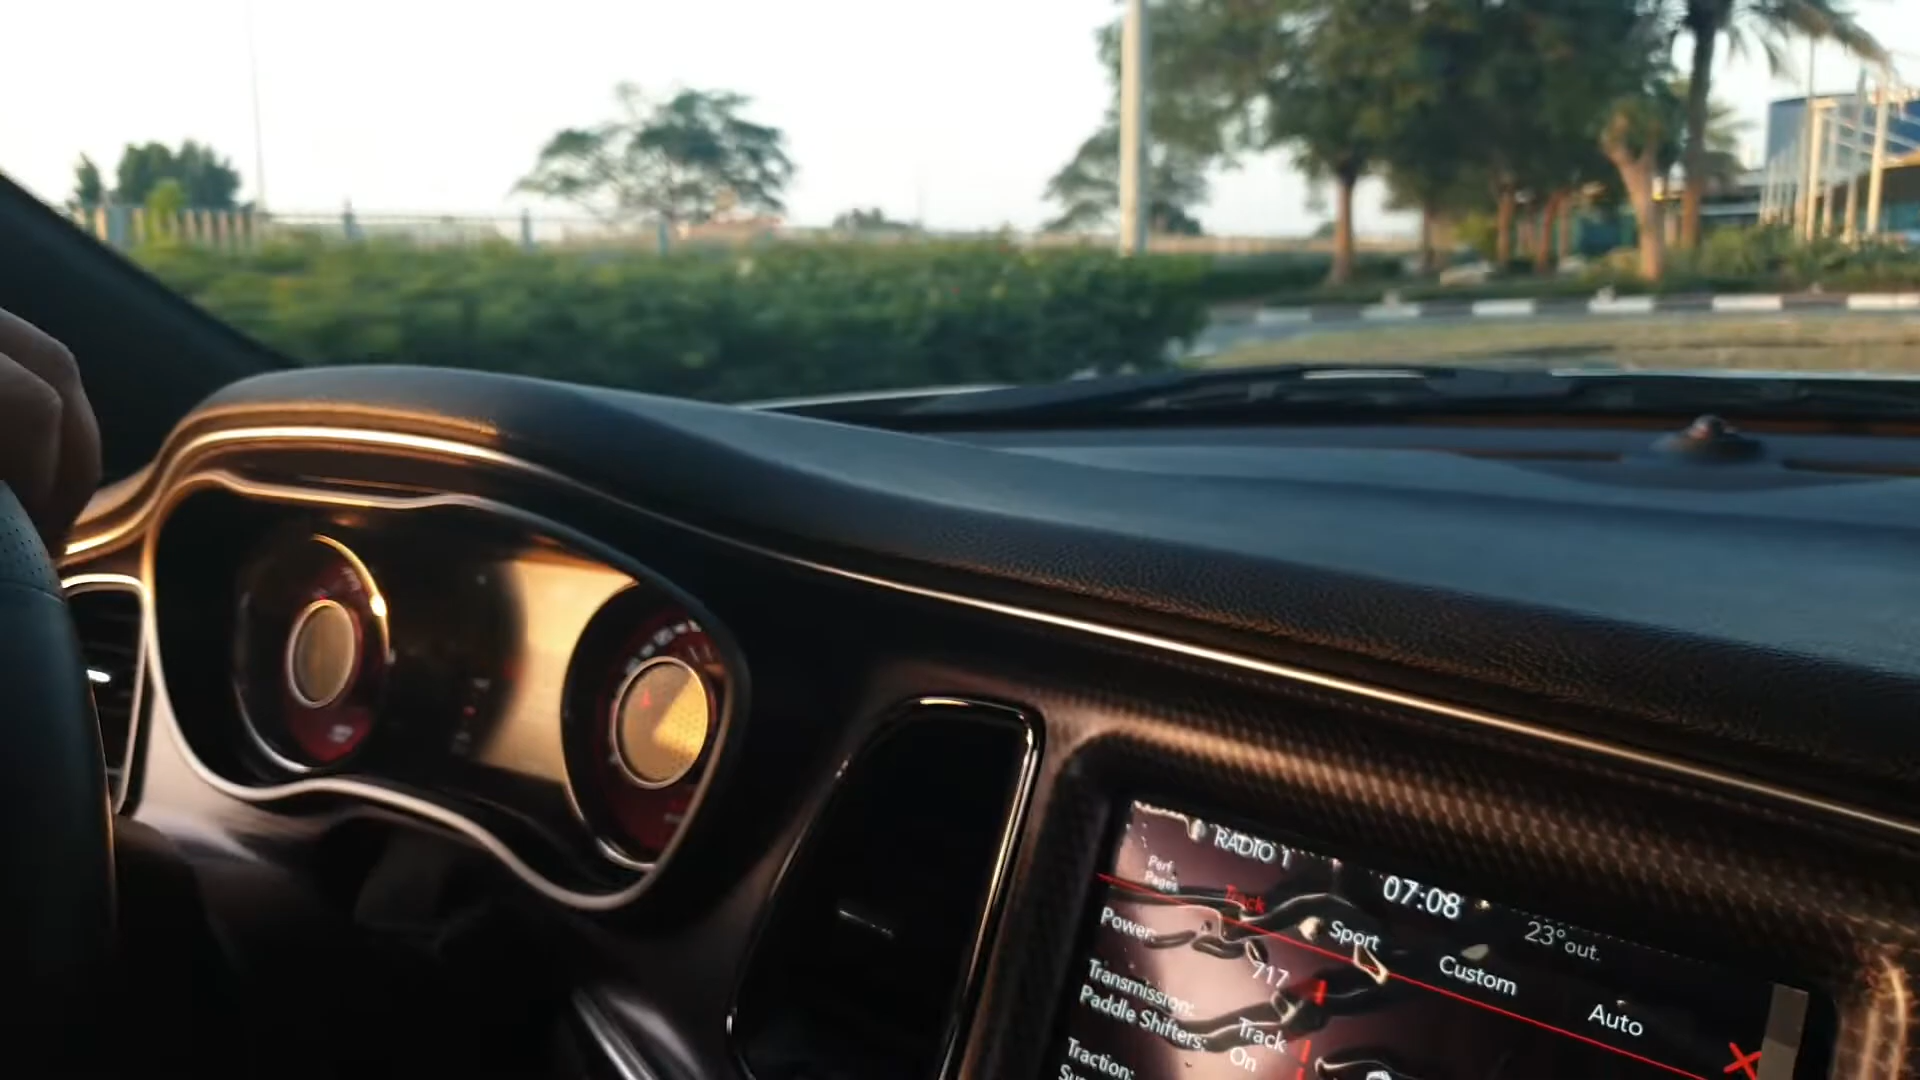 RADIO 1
07:08
23° out.
Perf.
Pages
Track
Sport
Custom
Auto
Power:
717
Transmission:
Track
Paddle Shifters:
On
Traction: